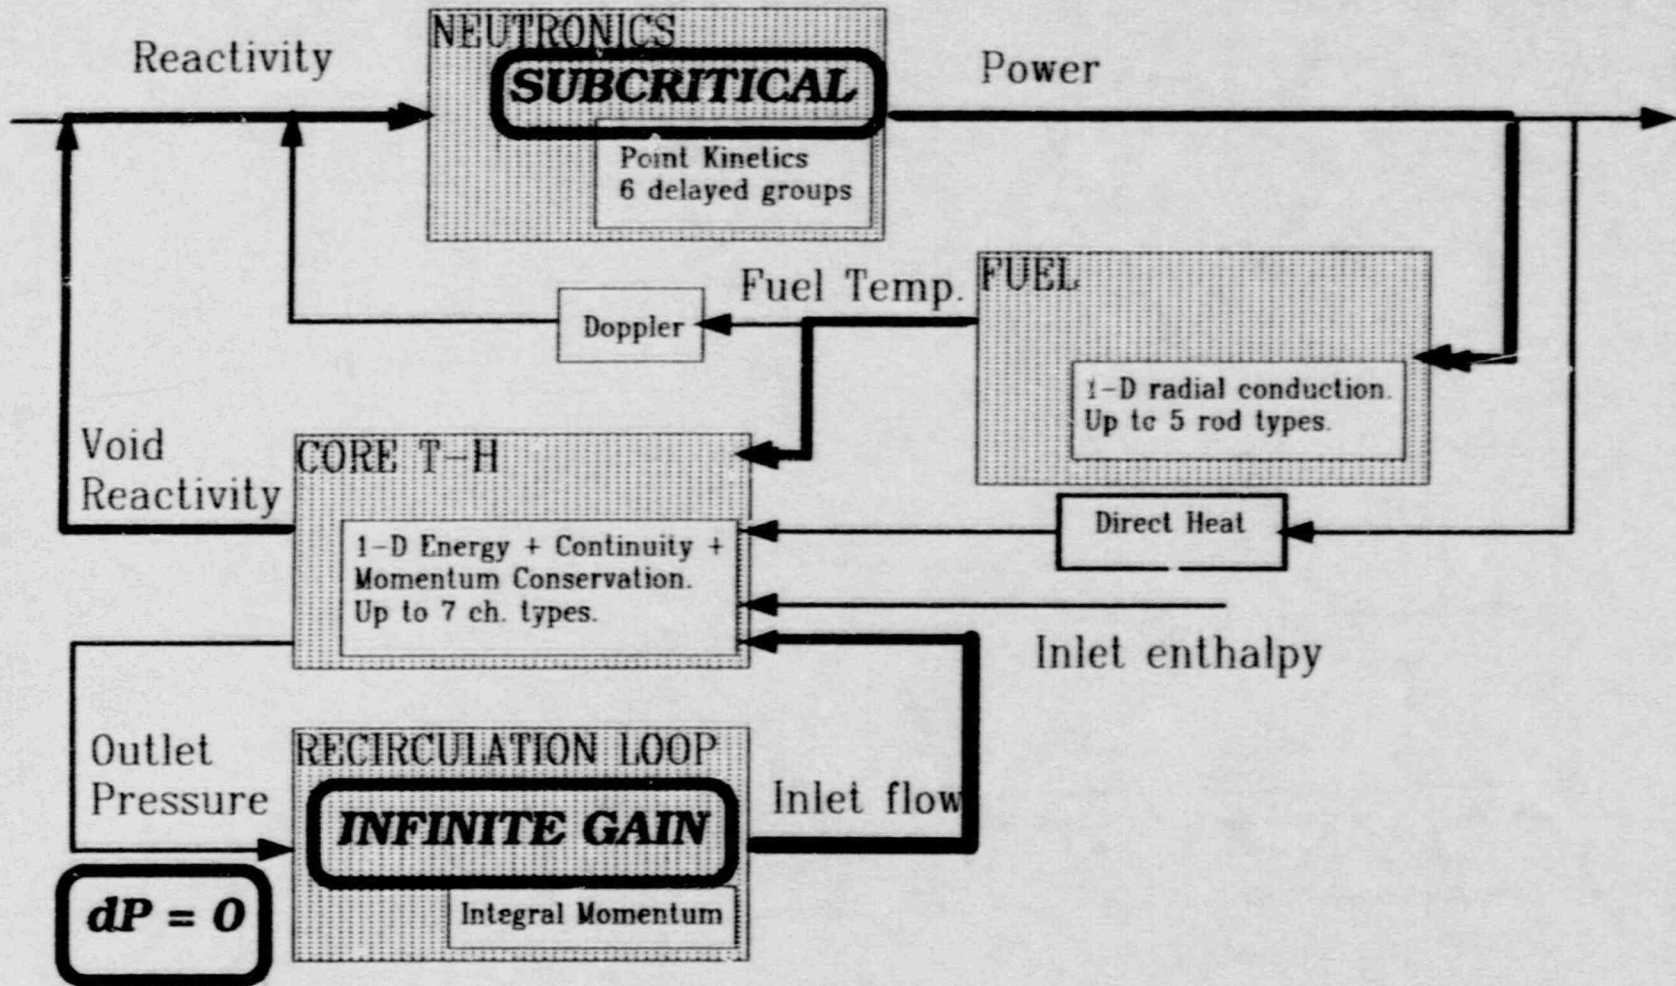 Reactivity
NEUTRONICS
SUBCRITICAL
Point Kinetics
6 delayed groups
Power
Fuel Temp.
Doppler
FUEL
1-D radial conduction.
Up to 5 rod types.
Void
Reactivity
CORE T-H
1-D Energy + Continuity +
Momentum Conservation.
Up to 7 ch. types.
Direct Heat
Inlet enthalpy
Outlet
Pressure
RECIRCULATION LOOP
INFINITE GAIN
Integral Momentum
Inlet flow
dP = 0